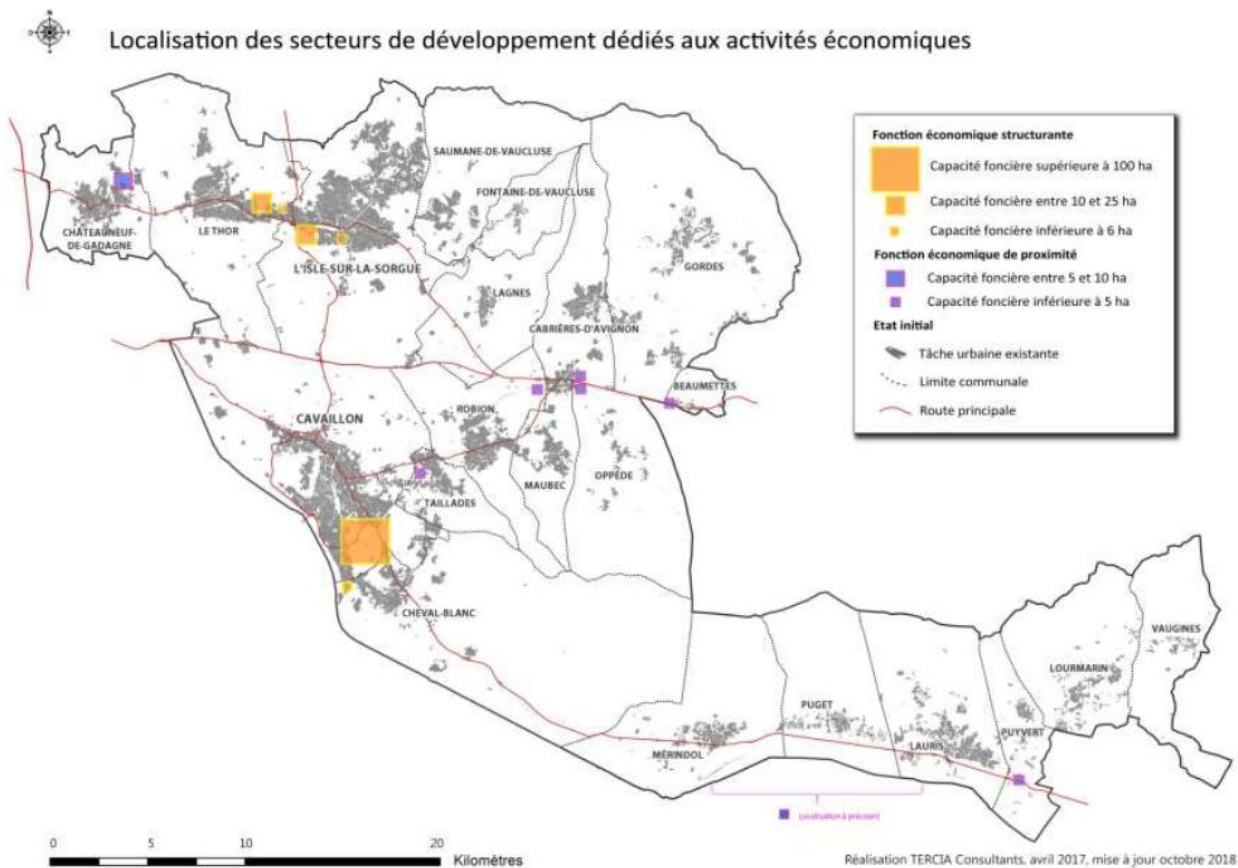 Localisation des secteurs de développement dédiés aux activités économiques
Fonction économique structurante
Capacité foncière supérieure à 100 ha
Capacité foncière entre 10 et 25 ha
Capacité foncière inférieure à 6 ha
Fonction économique de proximité
Capacité foncière entre 5 et 10 ha
Capacité foncière inférieure à 5 ha
Etat initial
Tâche urbaine existante
Limite communale
Route principale
SAUMANE-DE-VAUCLUSE
FONTAINE-DE-VAUCLUSE
CHÂTEAUNEUF-
DE-GADAGNE
LE THOR
L'ISLE-SUR-LA-SORGUE
GORDES
LAGNES
CABRIÈRES-D'AVIGNON
BEAUMETTES
CAVAILLON
ROBION
MAUBEC
OPPÈDE
TAILLADES
CHEVAL-BLANC
VAUGINES
LOURMARIN
PUGET
PUYVERT
LAURIS
MÉRINDOL
(Localisation à préciser)
0 5 10 20
Kilomètres
Réalisation TERCIA Consultants, avril 2017, mise à jour octobre 2018